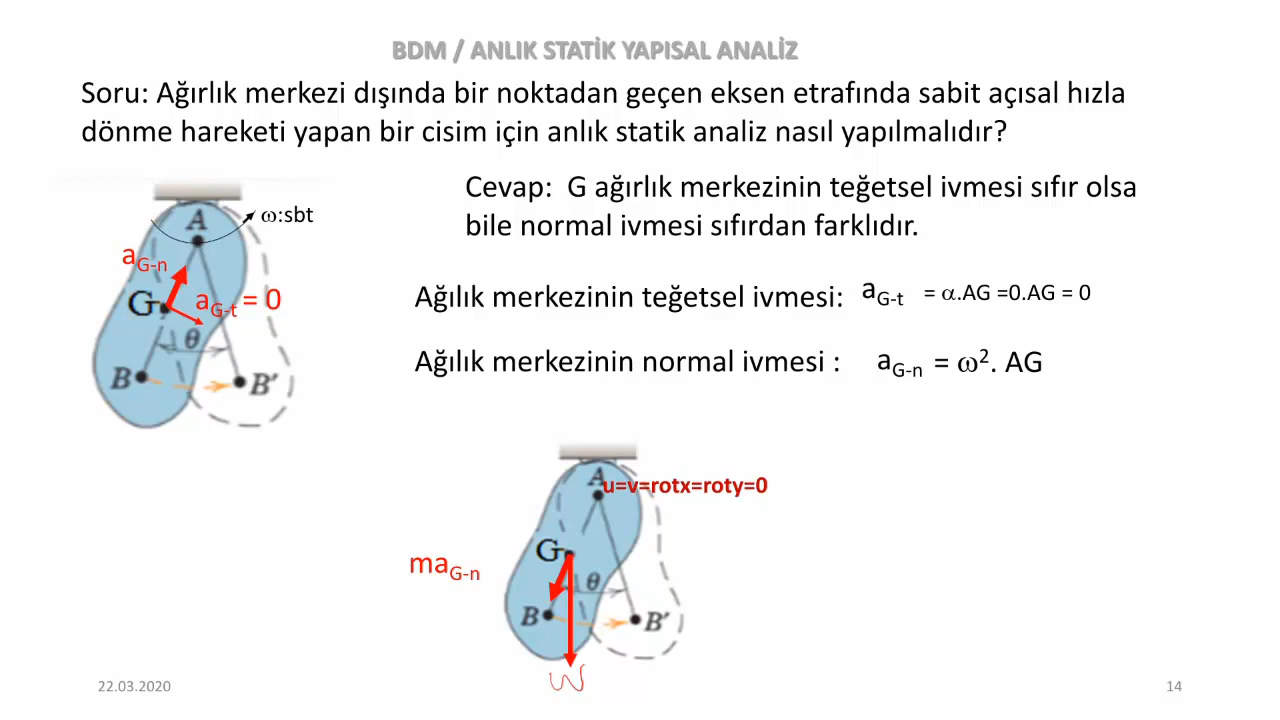 BDM / ANLIK STATİK YAPISAL ANALİZ
Soru: Ağırlık merkezi dışında bir noktadan geçen eksen etrafında sabit açısal hızla
dönme hareketi yapan bir cisim için anlık statik analiz nasıl yapılmalıdır?
Cevap: G ağırlık merkezinin teğetsel ivmesi sıfır olsa
bile normal ivmesi sıfırdan farklıdır.
A
ω:sbt
aG-n
G
aG-t = 0
θ
B
B'
Ağılık merkezinin teğetsel ivmesi: aG-t = α.AG =0.AG = 0
Ağılık merkezinin normal ivmesi : aG-n = ω². AG
A
u=v=rotx=roty=0
G
maG-n
θ
B
B'
W
22.03.2020
14